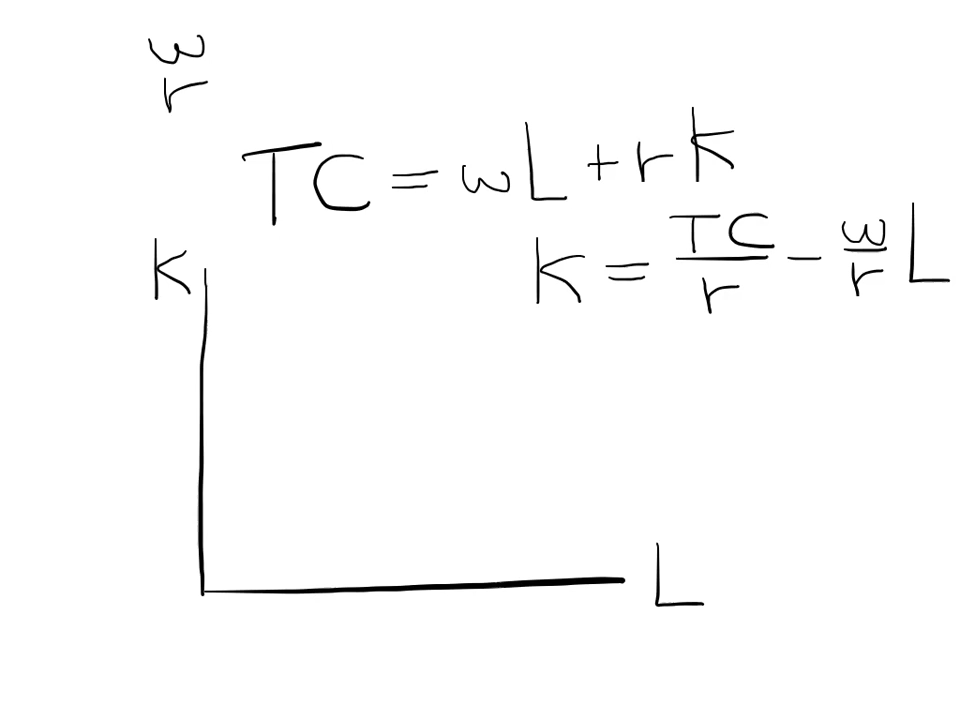 w
r
TC = wL + rK
K = TC/r - w/r L
K
L